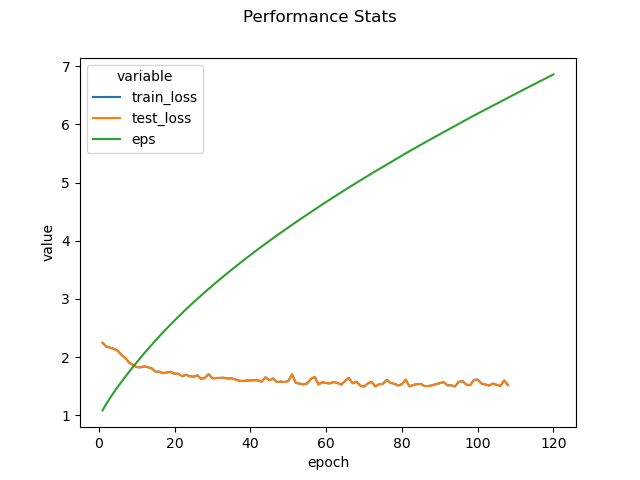 Performance Stats
variable
train_loss
test_loss
eps
7
6
5
4
3
2
1
value
0 20 40 60 80 100 120
epoch